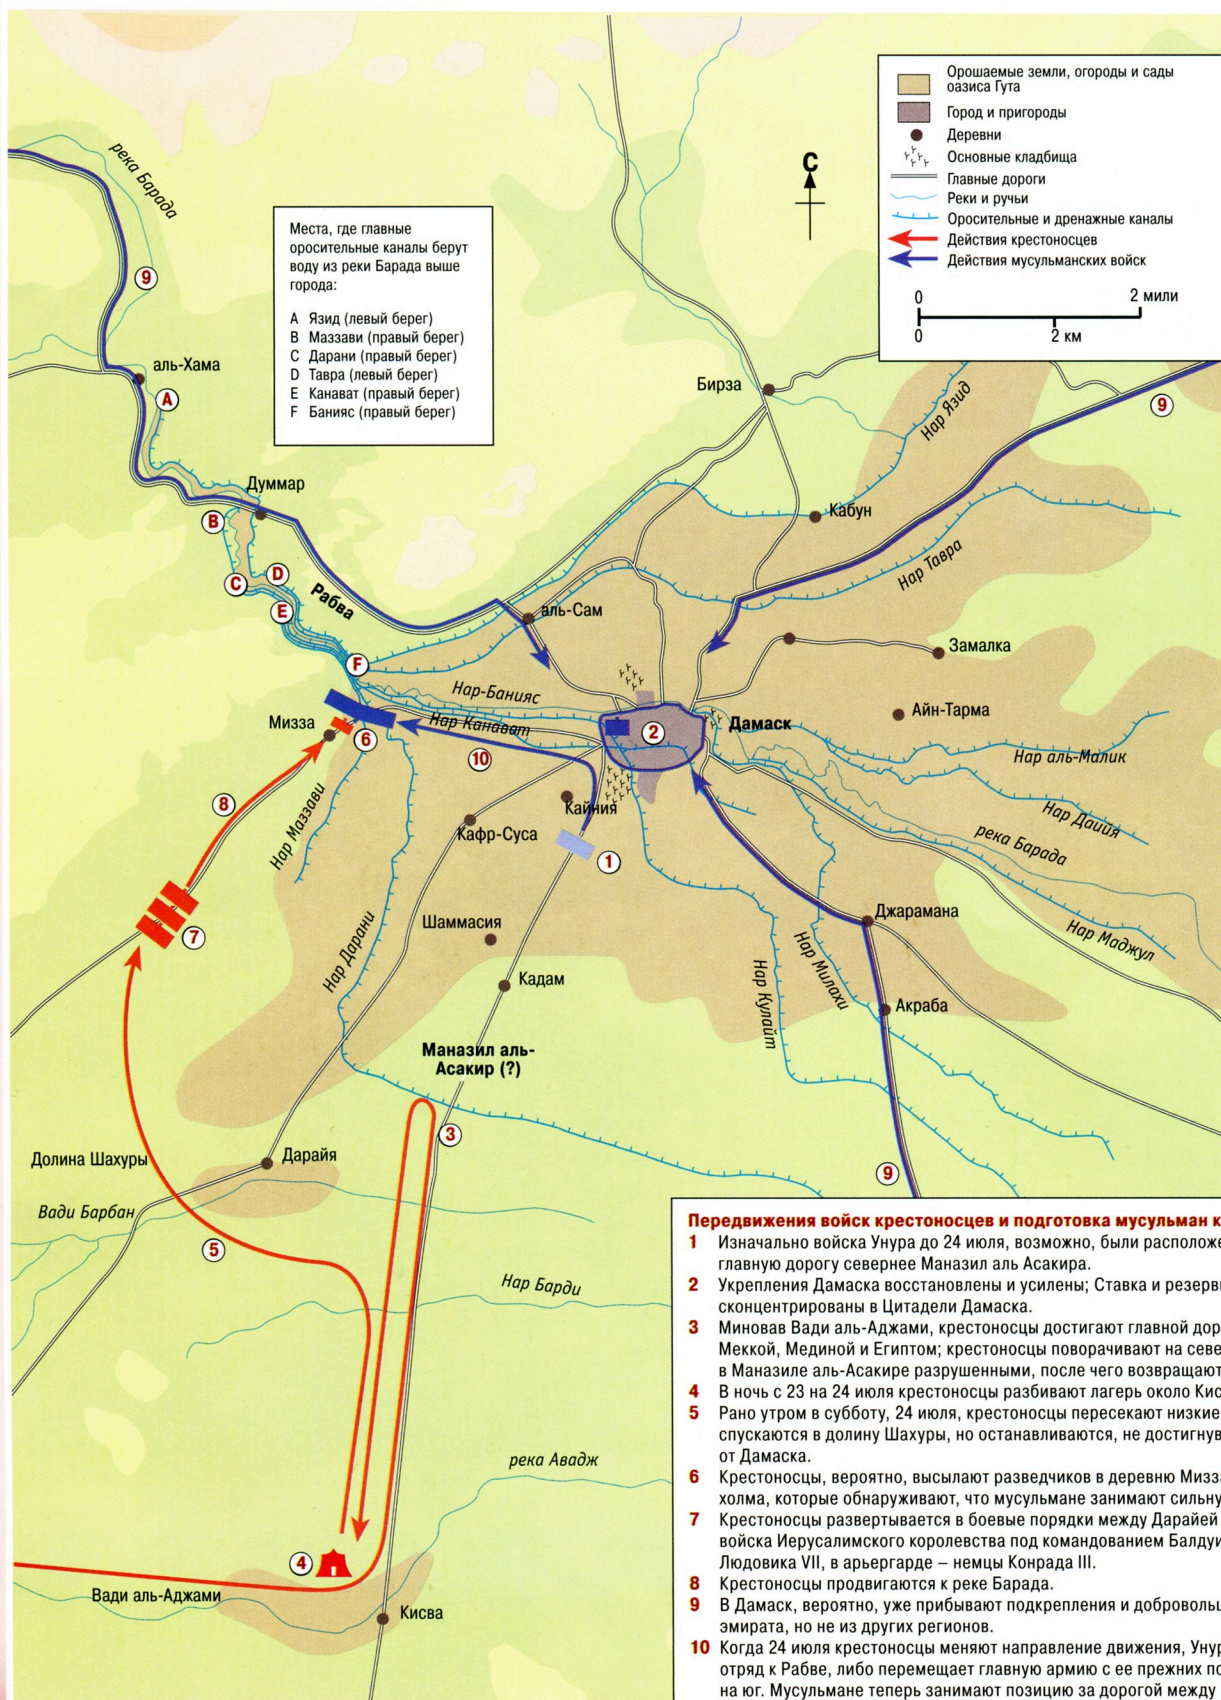 Орошаемые земли, огороды и сады
оазиса Гута
Город и пригороды
Деревни
Основные кладбища
Главные дороги
Реки и ручьи
Оросительные и дренажные каналы
Действия крестоносцев
Действия мусульманских войск
0 2 мили
0 2 км
С
река Барада
Места, где главные
оросительные каналы берут
воду из реки Барада выше
города:
A Язид (левый берег)
B Маззави (правый берег)
C Дарани (правый берег)
D Тавра (левый берег)
E Канават (правый берег)
F Банияс (правый берег)
9
аль-Хама
A
Бирза
Нар Язид
9
Думмар
B
Кабун
C
D
E
Рабва
Нар Тавра
аль-Сам
F
Замалка
Нар-Банияс
Мизза
Нар Канават
6
10
2
Дамаск
Айн-Тарма
Нар аль-Малик
8
Нар Маззави
Кайния
Кафр-Суса
1
Нар Даийя
река Барада
7
Шаммасия
Нар Дарани
Кадам
Джарамана
Нар Маджул
Нар Кулайт
Нар Милахи
Акраба
Маназил аль-
Асакир (?)
3
Долина Шахуры
Дарайя
9
Вади Барбан
5
Нар Барди
река Авадж
4
Вади аль-Аджами
Кисва
Передвижения войск крестоносцев и подготовка мусульман к
1 Изначально войска Унура до 24 июля, возможно, были расположе
главную дорогу севернее Маназил аль Асакира.
2 Укрепления Дамаска восстановлены и усилены; Ставка и резерв
сконцентрированы в Цитадели Дамаска.
3 Миновав Вади аль-Аджами, крестоносцы достигают главной дор
Меккой, Мединой и Египтом; крестоносцы поворачивают на севе
в Маназиле аль-Асакире разрушенными, после чего возвращают
4 В ночь с 23 на 24 июля крестоносцы разбивают лагерь около Кис
5 Рано утром в субботу, 24 июля, крестоносцы пересекают низкие
спускаются в долину Шахуры, но останавливаются, не достигнув
от Дамаска.
6 Крестоносцы, вероятно, высылают разведчиков в деревню Мизз
холма, которые обнаруживают, что мусульмане занимают сильну
7 Крестоносцы развертывается в боевые порядки между Дарайей
войска Иерусалимского королевства под командованием Балдуи
Людовика VII, в арьергарде – немцы Конрада III.
8 Крестоносцы продвигаются к реке Барада.
9 В Дамаск, вероятно, уже прибывают подкрепления и добровольц
эмирата, но не из других регионов.
10 Когда 24 июля крестоносцы меняют направление движения, Унур
отряд к Рабве, либо перемещает главную армию с ее прежних по
на юг. Мусульмане теперь занимают позицию за дорогой между